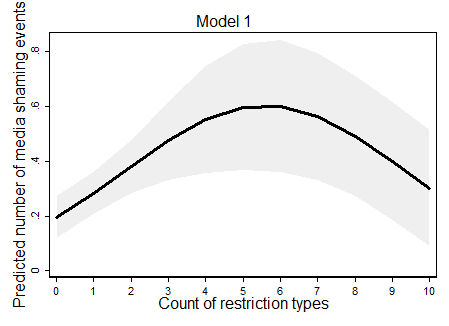 Model 1
Predicted number of media shaming events
.8
.6
.4
.2
0
0 1 2 3 4 5 6 7 8 9 10
Count of restriction types